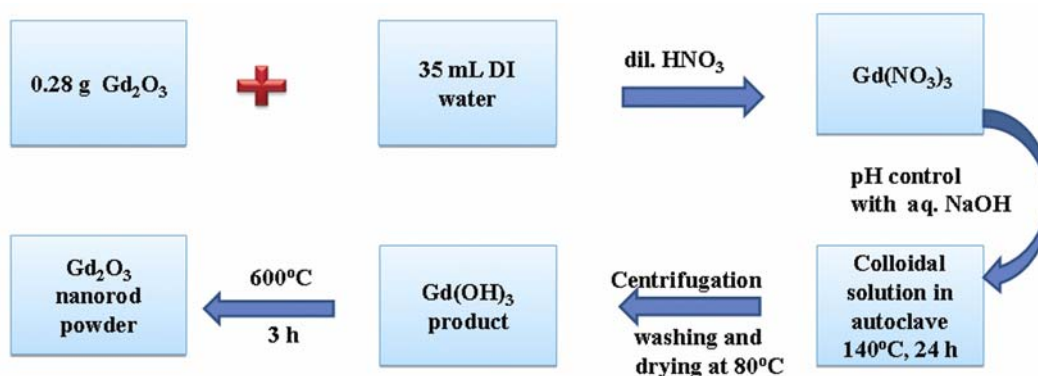 0.28 g Gd₂O₃
35 mL DI
water
dil. HNO₃
Gd(NO₃)₃
pH control
with aq. NaOH
Colloidal
solution in
autoclave
140ºC, 24 h
Centrifugation
washing and
drying at 80ºC
Gd(OH)₃
product
600ºC
3 h
Gd₂O₃
nanorod
powder